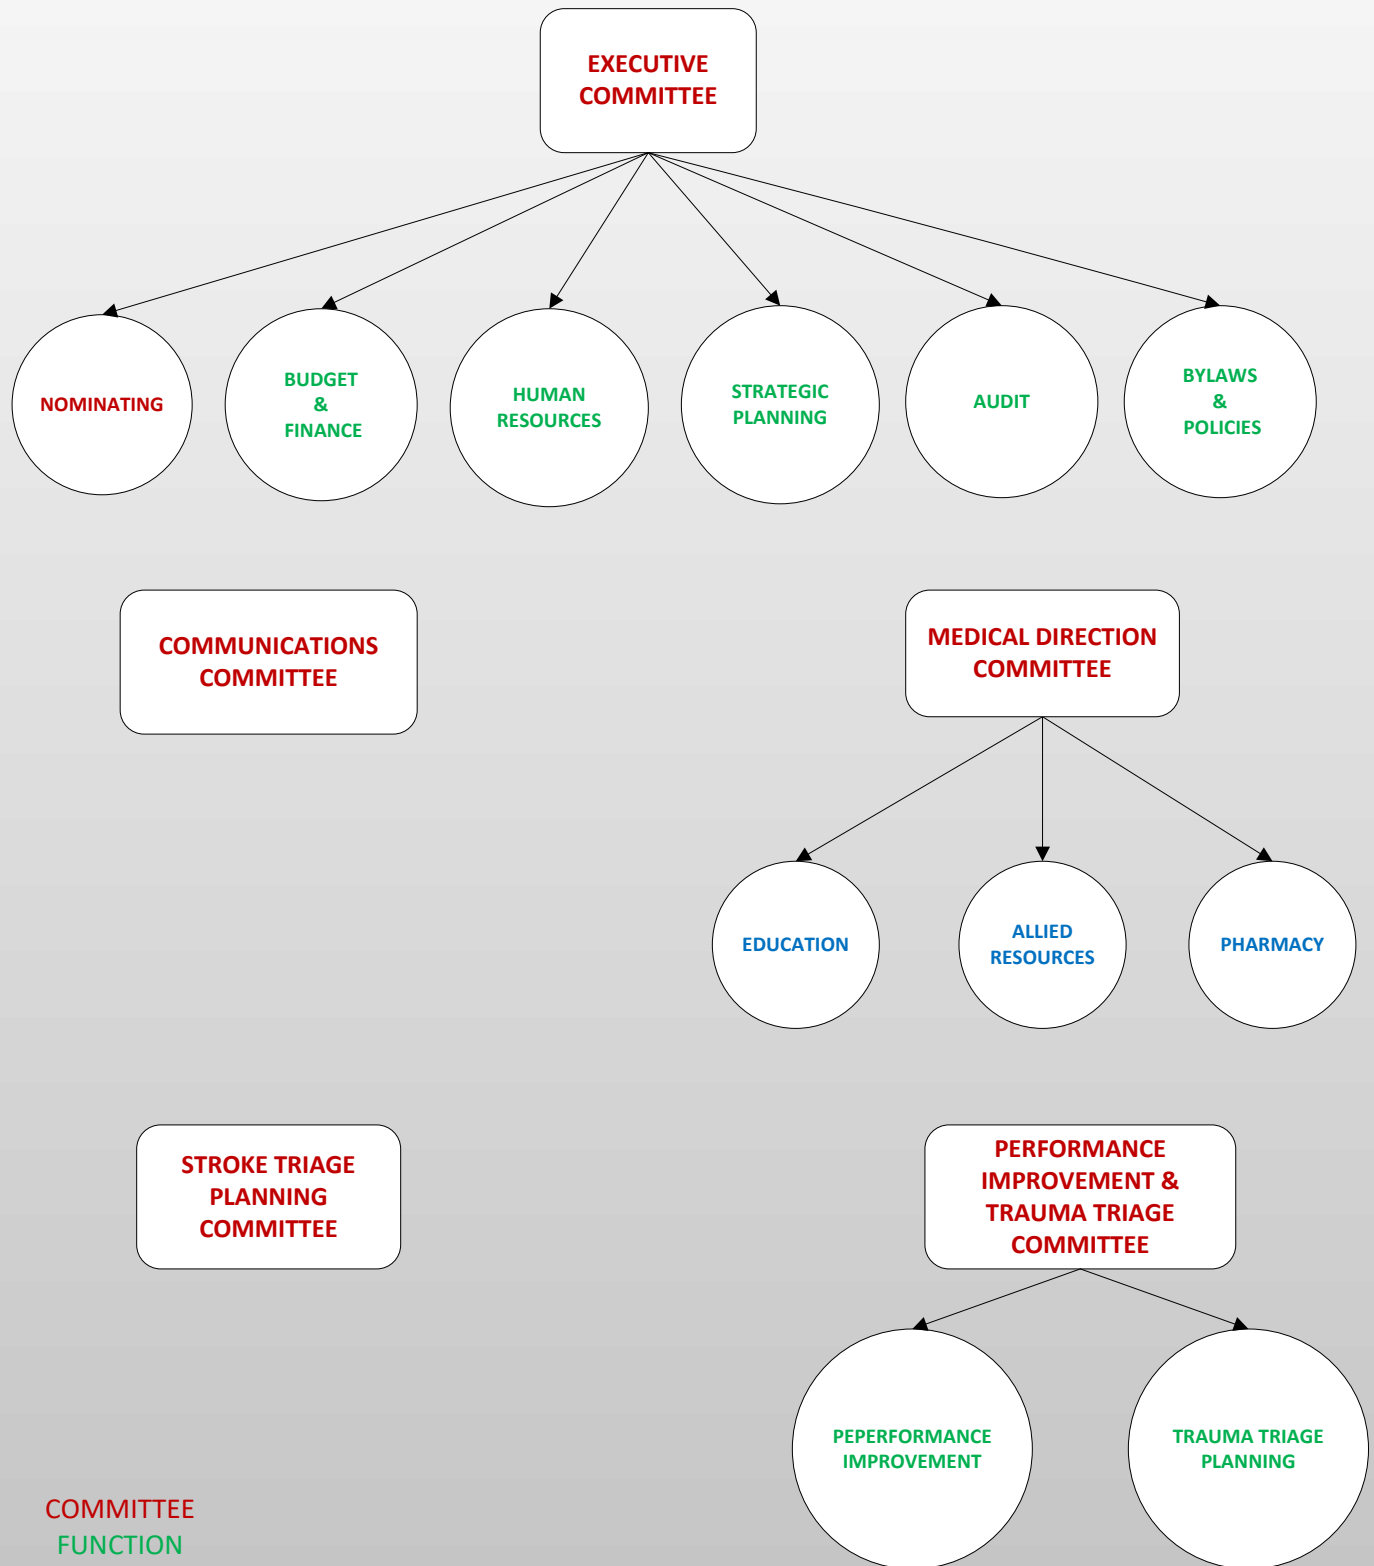 EXECUTIVE
COMMITTEE
NOMINATING
BUDGET
&
FINANCE
HUMAN
RESOURCES
STRATEGIC
PLANNING
AUDIT
BYLAWS
&
POLICIES
COMMUNICATIONS
COMMITTEE
MEDICAL DIRECTION
COMMITTEE
EDUCATION
ALLIED
RESOURCES
PHARMACY
STROKE TRIAGE
PLANNING
COMMITTEE
PERFORMANCE
IMPROVEMENT &
TRAUMA TRIAGE
COMMITTEE
PEPERFORMANCE
IMPROVEMENT
TRAUMA TRIAGE
PLANNING
COMMITTEE
FUNCTION